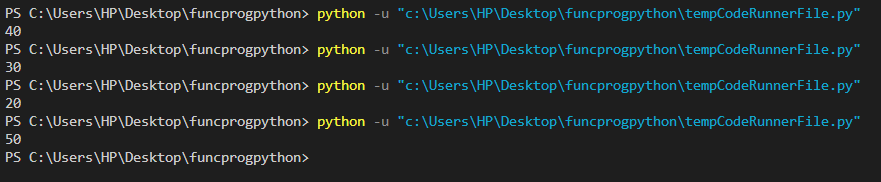 PS C:\Users\HP\Desktop\funcprogpython> python -u "c:\Users\HP\Desktop\funcprogpython\tempCodeRunnerFile.py"
40
PS C:\Users\HP\Desktop\funcprogpython> python -u "c:\Users\HP\Desktop\funcprogpython\tempCodeRunnerFile.py"
30
PS C:\Users\HP\Desktop\funcprogpython> python -u "c:\Users\HP\Desktop\funcprogpython\tempCodeRunnerFile.py"
20
PS C:\Users\HP\Desktop\funcprogpython> python -u "c:\Users\HP\Desktop\funcprogpython\tempCodeRunnerFile.py"
50
PS C:\Users\HP\Desktop\funcprogpython>